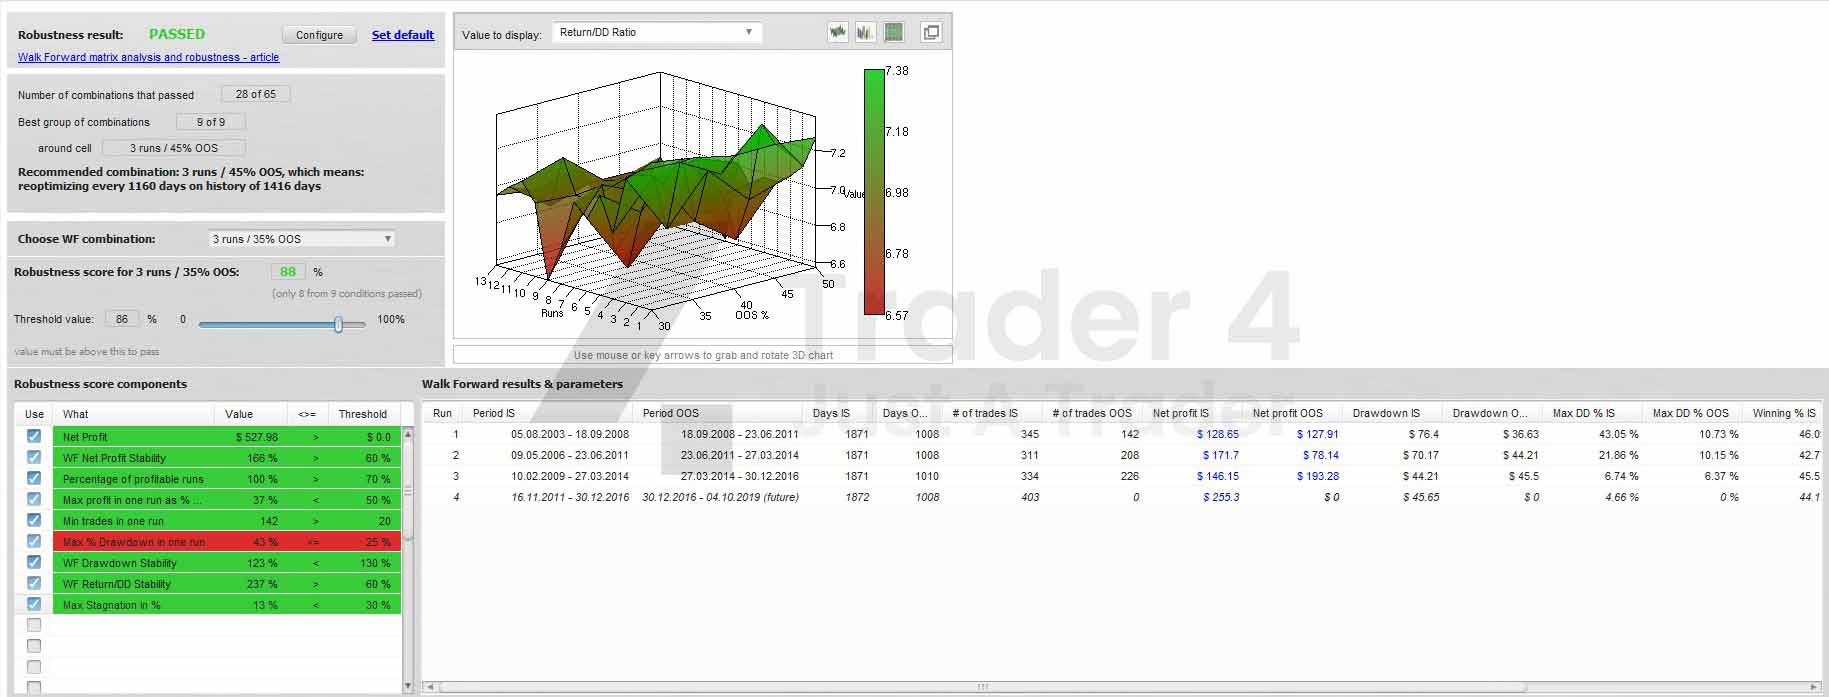 Robustness result: PASSED Configure Set default
Walk Forward matrix analysis and robustness - article
Number of combinations that passed 28 of 65
Best group of combinations 9 of 9
around cell 3 runs / 45% OOS
Recommended combination: 3 runs / 45% OOS, which means:
reoptimizing every 1160 days on history of 1416 days
Choose WF combination: 3 runs / 35% OOS
Robustness score for 3 runs / 35% OOS: 88 %
(only 8 from 9 conditions passed)
Threshold value: 86 % 0 100%
value must be above this to pass
Value to display: Return/DD Ratio
7.38
7.18
6.98
6.78
6.57
7.2
7.0
Value
6.8
6.6
13 12 11 10 9 8 7 6 5 4 3 2 1
Runs
30 35 40 45 50
OOS %
Use mouse or key arrows to grab and rotate 3D chart
Trader 4
Just A Trader
Robustness score components
Use What Value <>= Threshold
Net Profit $ 527.98 > $ 0.0
WF Net Profit Stability 166 % > 60 %
Percentage of profitable runs 100 % > 70 %
Max profit in one run as % ... 37 % < 50 %
Min trades in one run 142 > 20
Max % Drawdown in one run 43 % <= 25 %
WF Drawdown Stability 123 % < 130 %
WF Return/DD Stability 237 % > 60 %
Max Stagnation in % 13 % < 30 %
Walk Forward results & parameters
Run Period IS Period OOS Days IS Days O... # of trades IS # of trades OOS Net profit IS Net profit OOS Drawdown IS Drawdown O... Max DD % IS Max DD % OOS Winning % IS
1 05.08.2003 - 18.09.2008 18.09.2008 - 23.06.2011 1871 1008 345 142 $ 128.65 $ 127.91 $ 76.4 $ 36.63 43.05 % 10.73 % 46.0
2 09.05.2006 - 23.06.2011 23.06.2011 - 27.03.2014 1871 1008 311 208 $ 171.7 $ 78.14 $ 70.17 $ 44.21 21.86 % 10.15 % 42.7
3 10.02.2009 - 27.03.2014 27.03.2014 - 30.12.2016 1871 1010 334 226 $ 146.15 $ 193.28 $ 44.21 $ 45.5 6.74 % 6.37 % 45.5
4 16.11.2011 - 30.12.2016 30.12.2016 - 04.10.2019 (future) 1872 1008 403 0 $ 255.3 $ 0 $ 45.65 $ 0 4.66 % 0 % 44.1